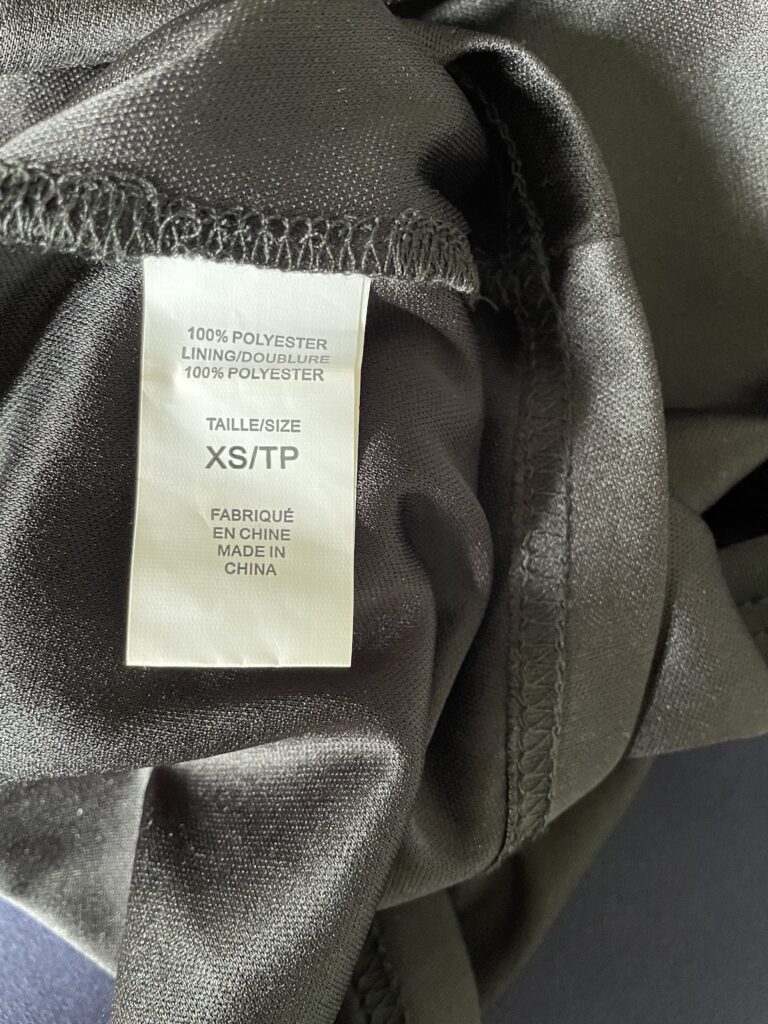 100% POLYESTER
LINING/DOUBLURE
100% POLYESTER
TAILLE/SIZE
XS/TP
FABRIQUÉ
EN CHINE
MADE IN
CHINA